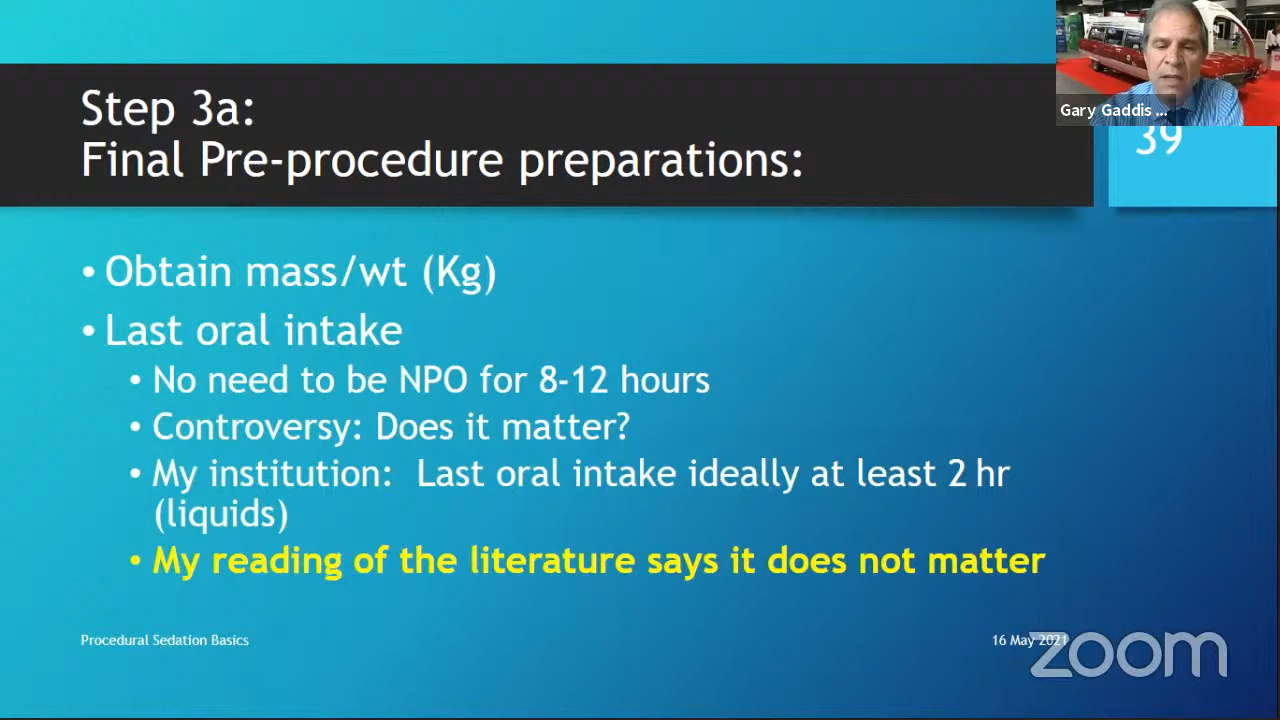 Step 3a:
Final Pre-procedure preparations:
Gary Gaddis ...
39
• Obtain mass/wt (Kg)
• Last oral intake
• No need to be NPO for 8-12 hours
• Controversy: Does it matter?
• My institution: Last oral intake ideally at least 2 hr
(liquids)
• My reading of the literature says it does not matter
Procedural Sedation Basics
16 May 2021
zoom